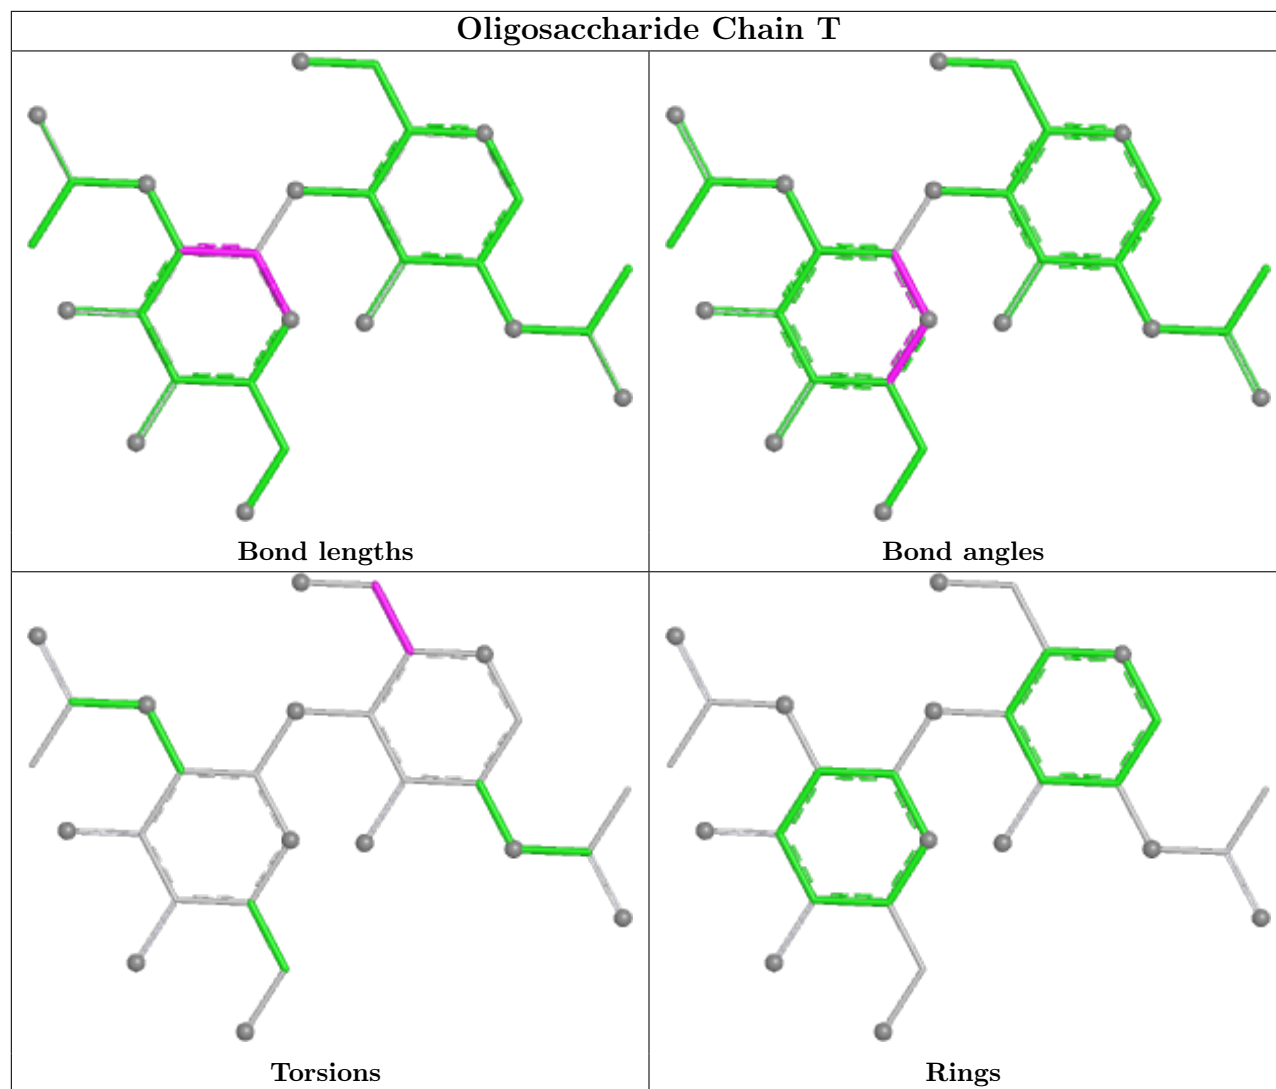 Oligosaccharide Chain T
Bond lengths
Bond angles
Torsions
Rings